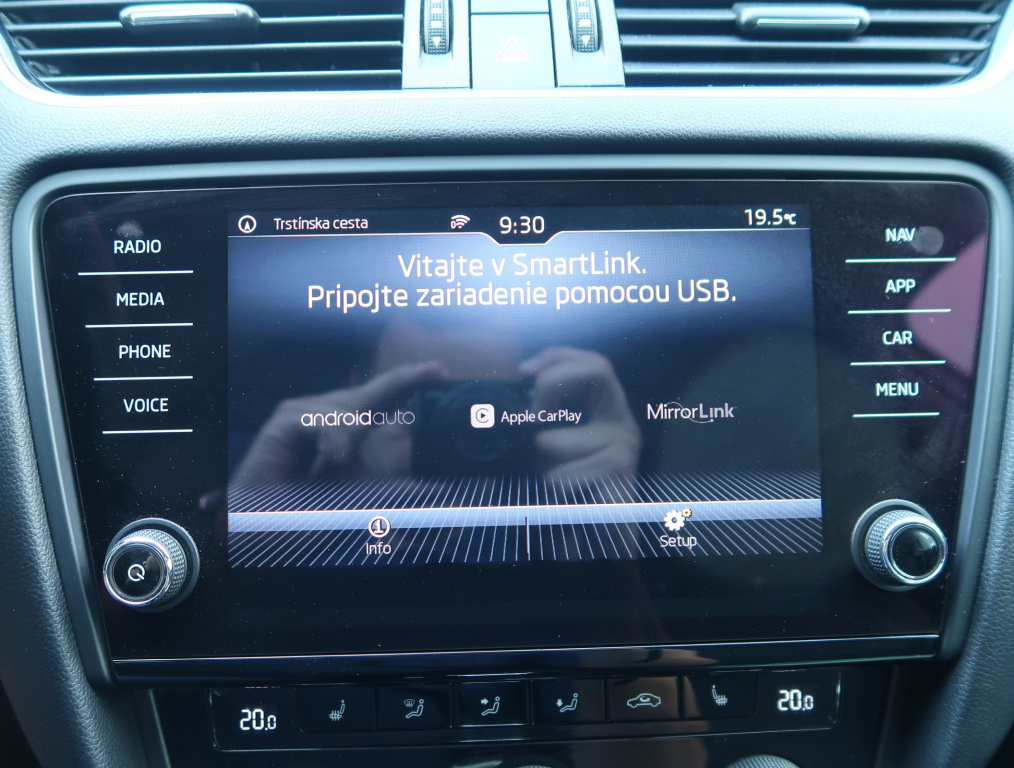 Trstínska cesta
9:30
19.5°C
Vitajte v SmartLink.
Pripojte zariadenie pomocou USB.
RADIO
MEDIA
PHONE
VOICE
NAV
APP
CAR
MENU
androidauto
Apple CarPlay
MirrorLink
Info
Setup
20.0
20.0